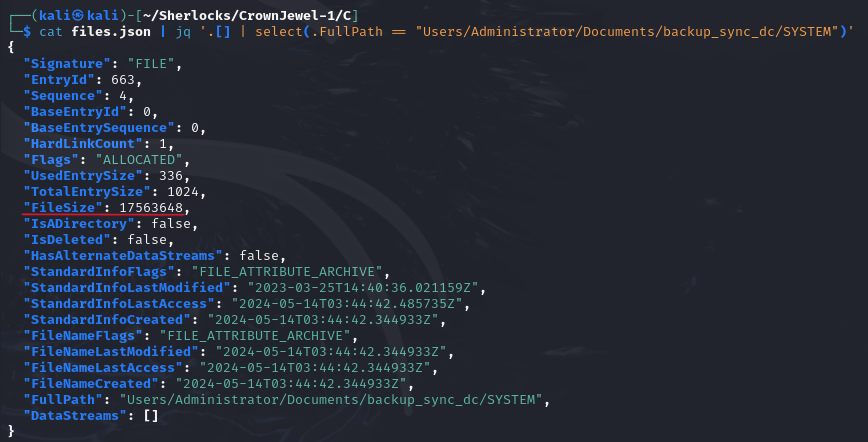 ┌──(kali㉿kali)-[~/Sherlocks/CrownJewel-1/C]
└─$ cat files.json | jq '.[] | select(.FullPath == "Users/Administrator/Documents/backup_sync_dc/SYSTEM")'
{
  "Signature": "FILE",
  "EntryId": 663,
  "Sequence": 4,
  "BaseEntryId": 0,
  "BaseEntrySequence": 0,
  "HardLinkCount": 1,
  "Flags": "ALLOCATED",
  "UsedEntrySize": 336,
  "TotalEntrySize": 1024,
  "FileSize": 17563648,
  "IsADirectory": false,
  "IsDeleted": false,
  "HasAlternateDataStreams": false,
  "StandardInfoFlags": "FILE_ATTRIBUTE_ARCHIVE",
  "StandardInfoLastModified": "2023-03-25T14:40:36.021159Z",
  "StandardInfoLastAccess": "2024-05-14T03:44:42.485735Z",
  "StandardInfoCreated": "2024-05-14T03:44:42.344933Z",
  "FileNameFlags": "FILE_ATTRIBUTE_ARCHIVE",
  "FileNameLastModified": "2024-05-14T03:44:42.344933Z",
  "FileNameLastAccess": "2024-05-14T03:44:42.344933Z",
  "FileNameCreated": "2024-05-14T03:44:42.344933Z",
  "FullPath": "Users/Administrator/Documents/backup_sync_dc/SYSTEM",
  "DataStreams": []
}